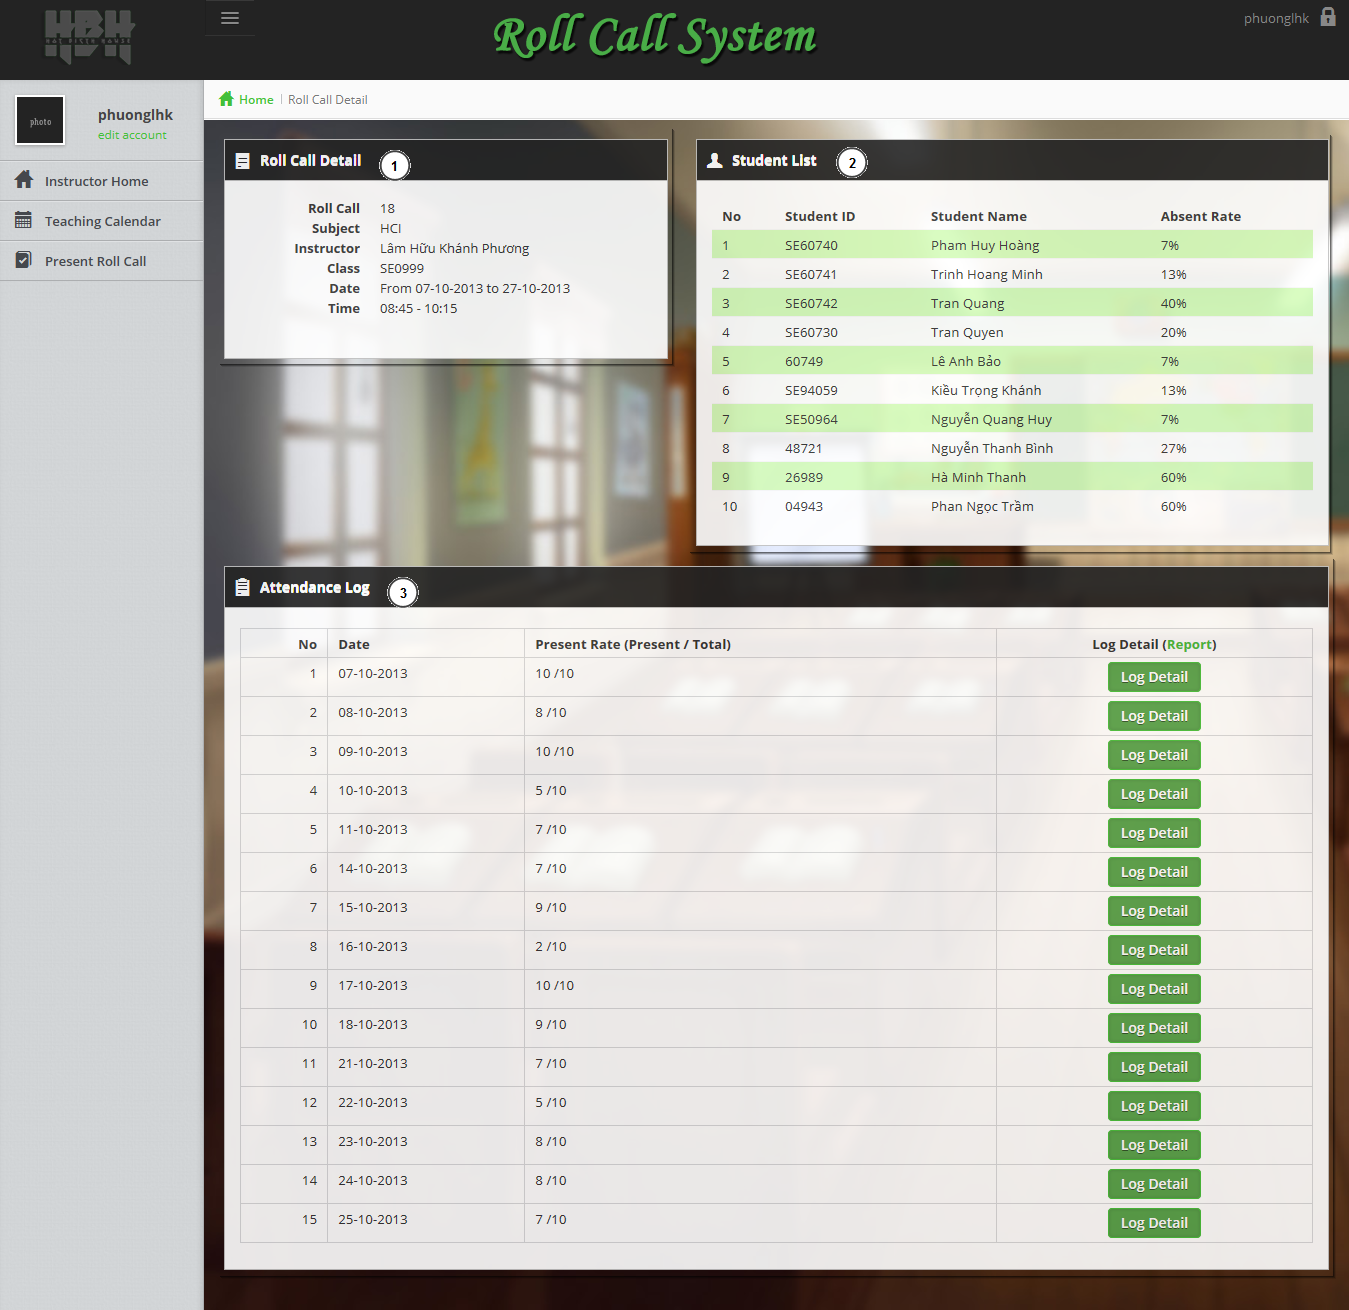 HBH
Roll Call System
phuonglhk
photo
phuonglhk
edit account
Instructor Home
Teaching Calendar
Present Roll Call
Home | Roll Call Detail
Roll Call Detail 1
Roll Call 18
Subject HCI
Instructor Lâm Hữu Khánh Phương
Class SE0999
Date From 07-10-2013 to 27-10-2013
Time 08:45 - 10:15
Student List 2
No Student ID Student Name Absent Rate
1 SE60740 Pham Huy Hoàng 7%
2 SE60741 Trinh Hoang Minh 13%
3 SE60742 Tran Quang 40%
4 SE60730 Tran Quyen 20%
5 60749 Lê Anh Bảo 7%
6 SE94059 Kiều Trọng Khánh 13%
7 SE50964 Nguyễn Quang Huy 7%
8 48721 Nguyễn Thanh Bình 27%
9 26989 Hà Minh Thanh 60%
10 04943 Phan Ngọc Trầm 60%
Attendance Log 3
No Date Present Rate (Present / Total) Log Detail (Report)
1 07-10-2013 10 /10 Log Detail
2 08-10-2013 8 /10 Log Detail
3 09-10-2013 10 /10 Log Detail
4 10-10-2013 5 /10 Log Detail
5 11-10-2013 7 /10 Log Detail
6 14-10-2013 7 /10 Log Detail
7 15-10-2013 9 /10 Log Detail
8 16-10-2013 2 /10 Log Detail
9 17-10-2013 10 /10 Log Detail
10 18-10-2013 9 /10 Log Detail
11 21-10-2013 7 /10 Log Detail
12 22-10-2013 5 /10 Log Detail
13 23-10-2013 8 /10 Log Detail
14 24-10-2013 8 /10 Log Detail
15 25-10-2013 7 /10 Log Detail